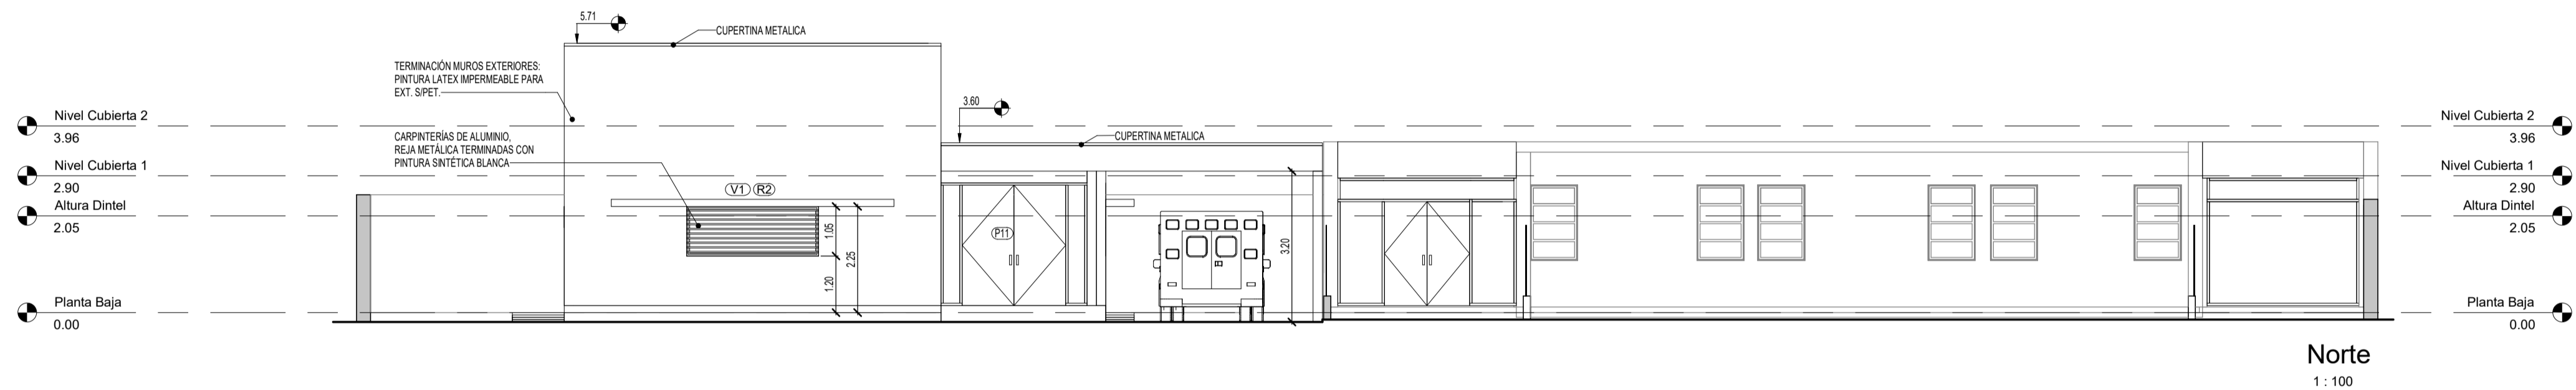 5.71
CUPERTINA METALICA
TERMINACIÓN MUROS EXTERIORES:
PINTURA LATEX IMPERMEABLE PARA
EXT. S/PET.
CARPINTERÍAS DE ALUMINIO,
REJA METÁLICA TERMINADAS CON
PINTURA SINTÉTICA BLANCA
3.60
CUPERTINA METALICA
Nivel Cubierta 2
3.96
Nivel Cubierta 1
2.90
Altura Dintel
2.05
Planta Baja
0.00
V1 R2
1.05
2.25
1.20
P11
3.20
Nivel Cubierta 2
3.96
Nivel Cubierta 1
2.90
Altura Dintel
2.05
Planta Baja
0.00
Norte
1 : 100